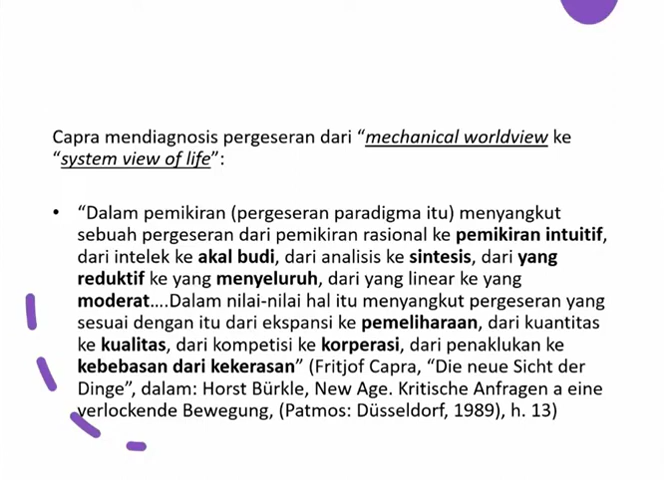 Capra mendiagnosis pergeseran dari “mechanical worldview ke
“system view of life”:
• “Dalam pemikiran (pergeseran paradigma itu) menyangkut
sebuah pergeseran dari pemikiran rasional ke pemikiran intuitif,
dari intelek ke akal budi, dari analisis ke sintesis, dari yang
reduktif ke yang menyeluruh, dari yang linear ke yang
moderat....Dalam nilai-nilai hal itu menyangkut pergeseran yang
sesuai dengan itu dari ekspansi ke pemeliharaan, dari kuantitas
ke kualitas, dari kompetisi ke korperasi, dari penaklukan ke
kebebasan dari kekerasan” (Fritjof Capra, “Die neue Sicht der
Dinge”, dalam: Horst Bürkle, New Age. Kritische Anfragen a eine
verlockende Bewegung, (Patmos: Düsseldorf, 1989), h. 13)